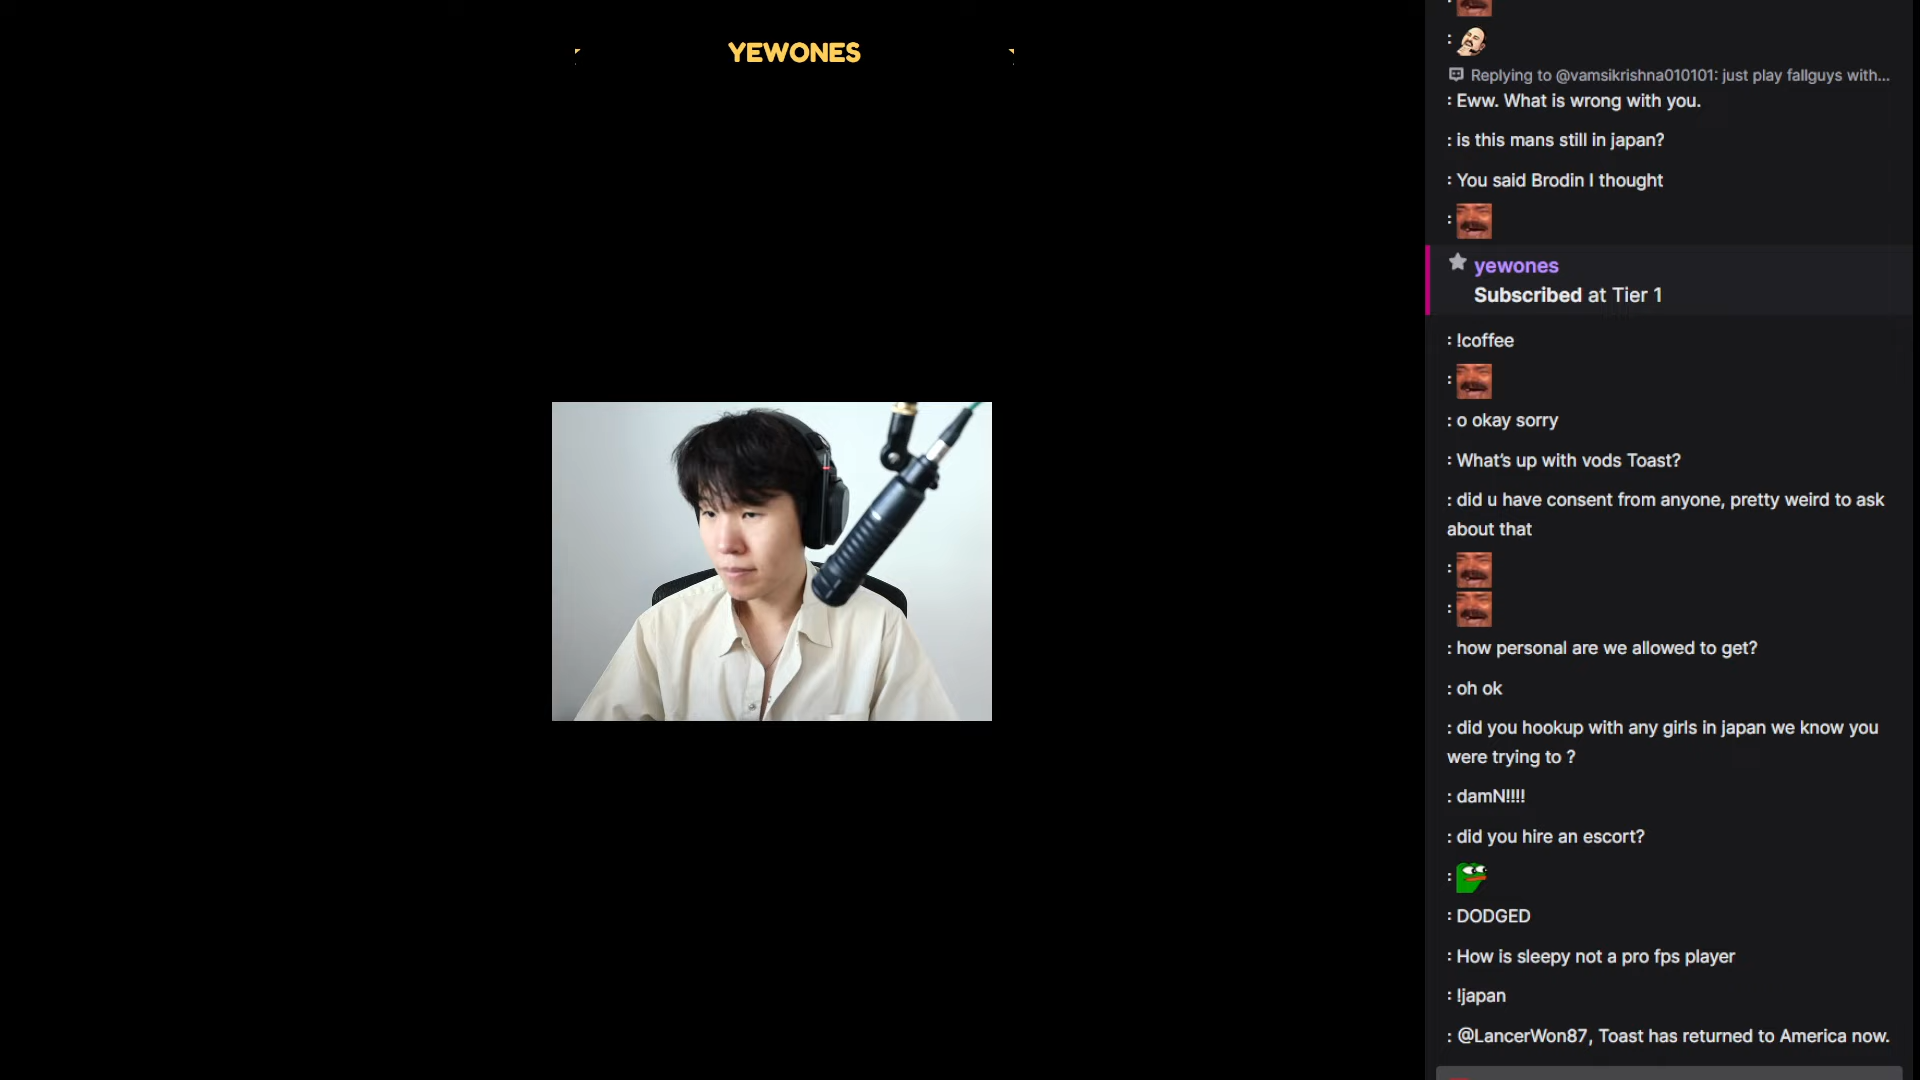 YEWONES
Replying to @vamsikrishna010101: just play fallguys with...
: Eww. What is wrong with you.
: is this mans still in japan?
: You said Brodin I thought
:
yewones
Subscribed at Tier 1
: !coffee
:
: o okay sorry
: What's up with vods Toast?
: did u have consent from anyone, pretty weird to ask
about that
:
:
: how personal are we allowed to get?
: oh ok
: did you hookup with any girls in japan we know you
were trying to ?
: damN!!!!
: did you hire an escort?
:
: DODGED
: How is sleepy not a pro fps player
: !japan
: @LancerWon87, Toast has returned to America now.